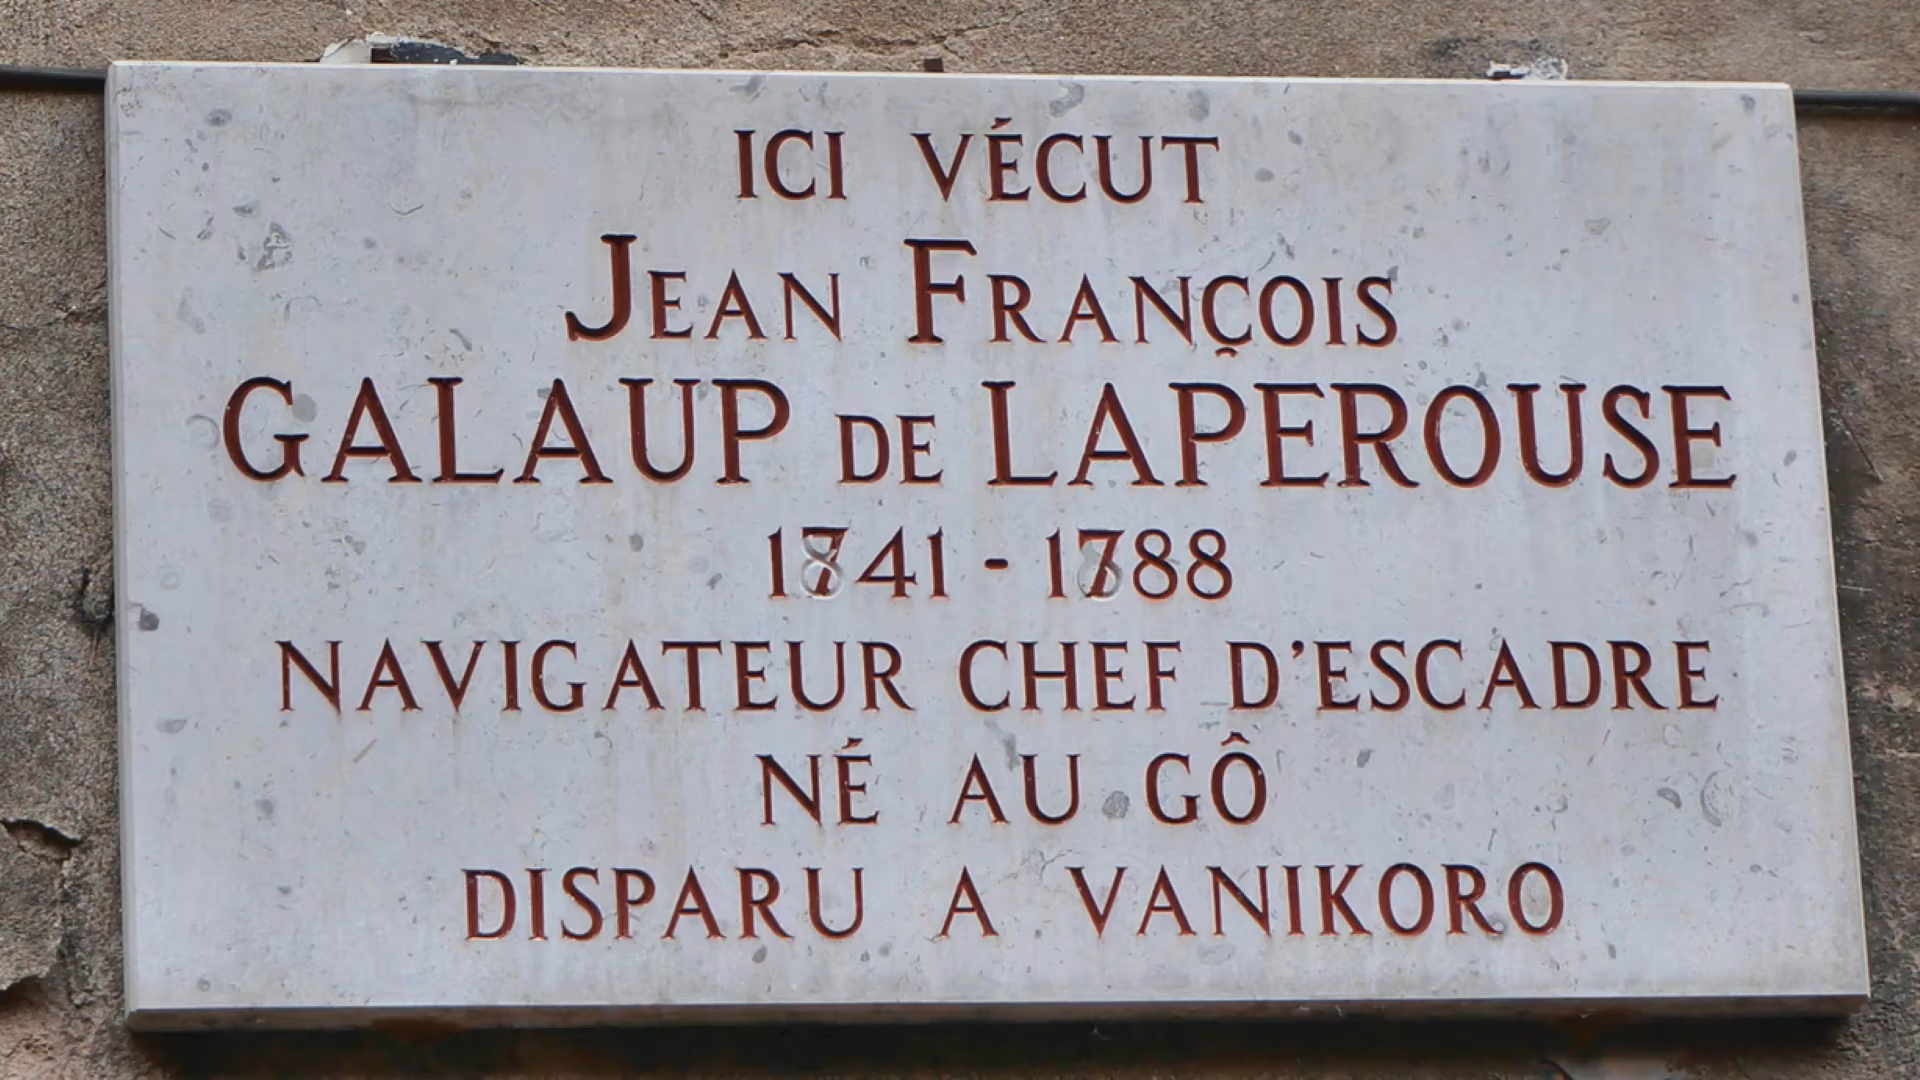 ICI VÉCUT
JEAN FRANÇOIS
GALAUP DE LAPEROUSE
1741 - 1788
NAVIGATEUR CHEF D'ESCADRE
NÉ AU GÔ
DISPARU A VANIKORO